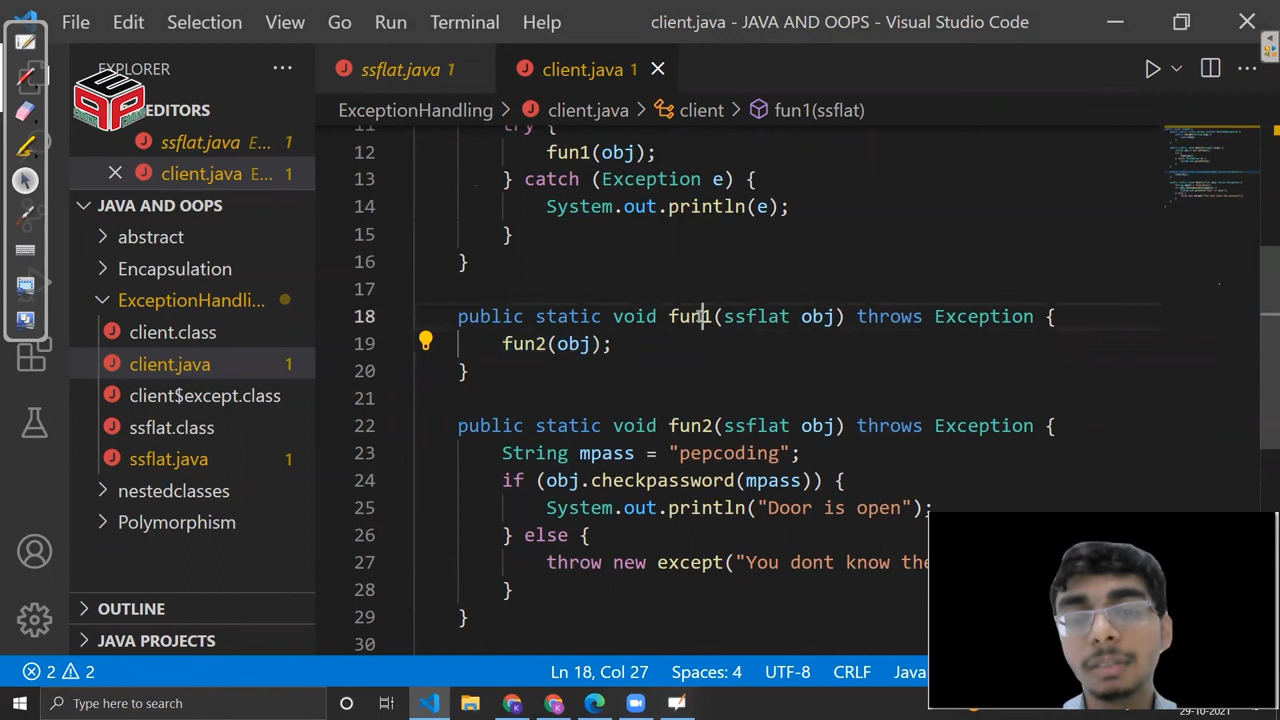 File Edit Selection View Go Run Terminal Help client.java - JAVA AND OOPS - Visual Studio Code
EXPLORER
EDITORS
ssflat.java E... 1
client.java E... 1
JAVA AND OOPS
abstract
Encapsulation
ExceptionHandli...
client.class
client.java 1
client$except.class
ssflat.class
ssflat.java 1
nestedclasses
Polymorphism
OUTLINE
JAVA PROJECTS
ssflat.java 1 client.java 1
ExceptionHandling > client.java > client > fun1(ssflat)
11 try {
12 fun1(obj);
13 } catch (Exception e) {
14 System.out.println(e);
15 }
16 }
17
18 public static void fun1(ssflat obj) throws Exception {
19 fun2(obj);
20 }
21
22 public static void fun2(ssflat obj) throws Exception {
23 String mpass = "pepcoding";
24 if (obj.checkpassword(mpass)) {
25 System.out.println("Door is open");
26 } else {
27 throw new except("You dont know the
28 }
29 }
30
2 2 Ln 18, Col 27 Spaces: 4 UTF-8 CRLF Java
Type here to search
29-10-2021